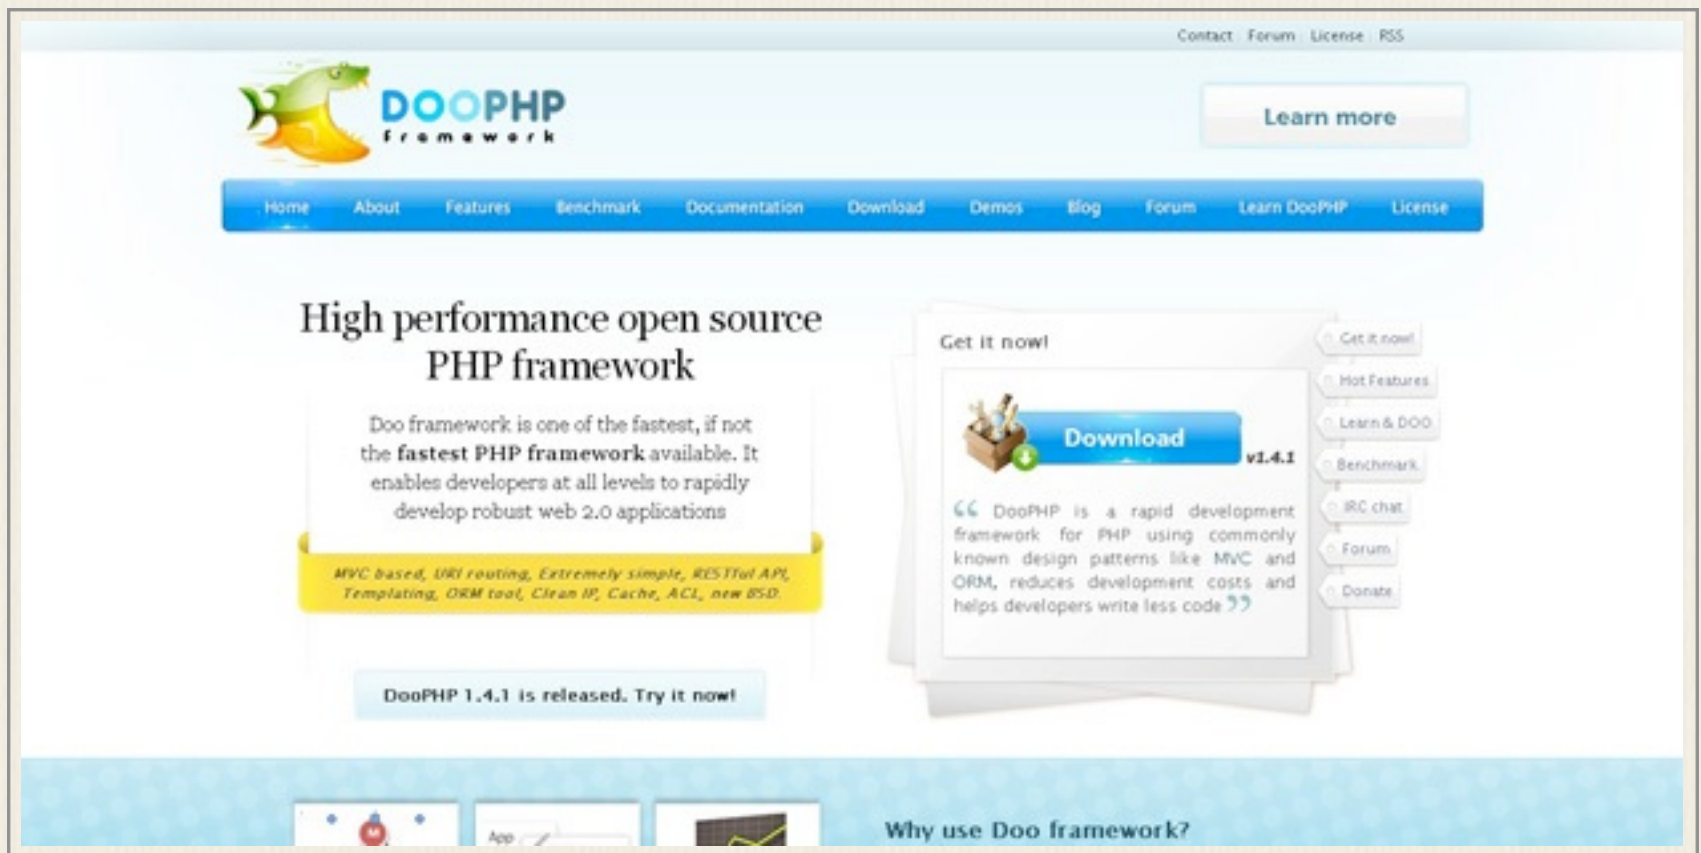 Contact Forum License RSS
DOOPHP
framework
Learn more
Home About Features Benchmark Documentation Download Demos Blog Forum Learn DooPHP License
High performance open source
PHP framework
Doo framework is one of the fastest, if not
the fastest PHP framework available. It
enables developers at all levels to rapidly
develop robust web 2.0 applications
MVC based, URI routing, Extremely simple, RESTful API,
Templating, ORM tool, Clean IP, Cache, ACL, new BSD.
DooPHP 1.4.1 is released. Try it now!
Get it now!
Download
v1.4.1
“ DooPHP is a rapid development
framework for PHP using commonly
known design patterns like MVC and
ORM, reduces development costs and
helps developers write less code ”
Get it now!
Hot Features
Learn & DOO
Benchmark
IRC chat
Forum
Donate
M
App
Why use Doo framework?